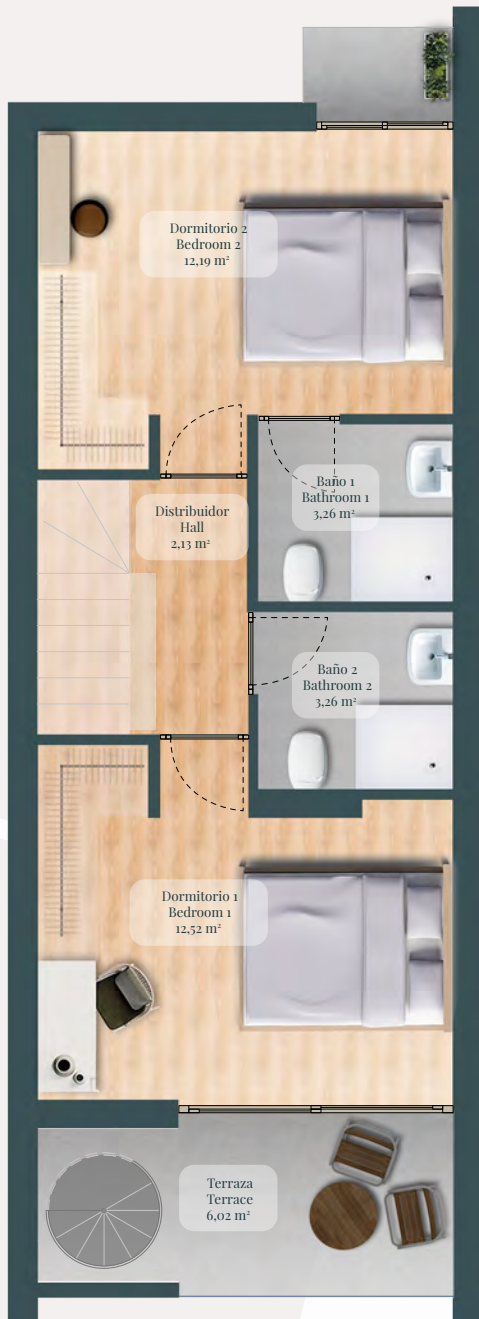 Dormitorio 2
Bedroom 2
12,19 m²
Baño 1
Bathroom 1
3,26 m²
Distribuidor
Hall
2,13 m²
Baño 2
Bathroom 2
3,26 m²
Dormitorio 1
Bedroom 1
12,52 m²
Terraza
Terrace
6,02 m²